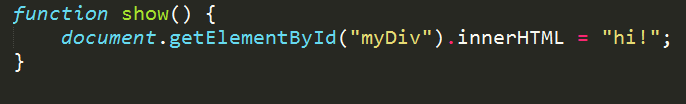 function show() {
    document.getElementById("myDiv").innerHTML = "hi!";
}